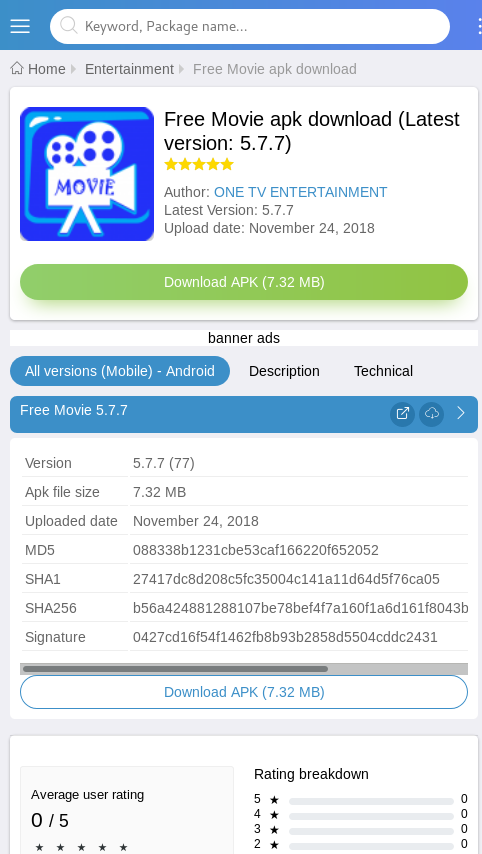 Keyword, Package name...
Home Entertainment Free Movie apk download
MOVIE
Free Movie apk download (Latest
version: 5.7.7)
Author: ONE TV ENTERTAINMENT
Latest Version: 5.7.7
Upload date: November 24, 2018
Download APK (7.32 MB)
banner ads
All versions (Mobile) - Android Description Technical
Free Movie 5.7.7
Version 5.7.7 (77)
Apk file size 7.32 MB
Uploaded date November 24, 2018
MD5 088338b1231cbe53caf166220f652052
SHA1 27417dc8d208c5fc35004c141a11d64d5f76ca05
SHA256 b56a424881288107be78bef4f7a160f1a6d161f8043b
Signature 0427cd16f54f1462fb8b93b2858d5504cddc2431
Download APK (7.32 MB)
Rating breakdown
Average user rating
0 / 5
5 ★ 0
4 ★ 0
3 ★ 0
2 ★ 0